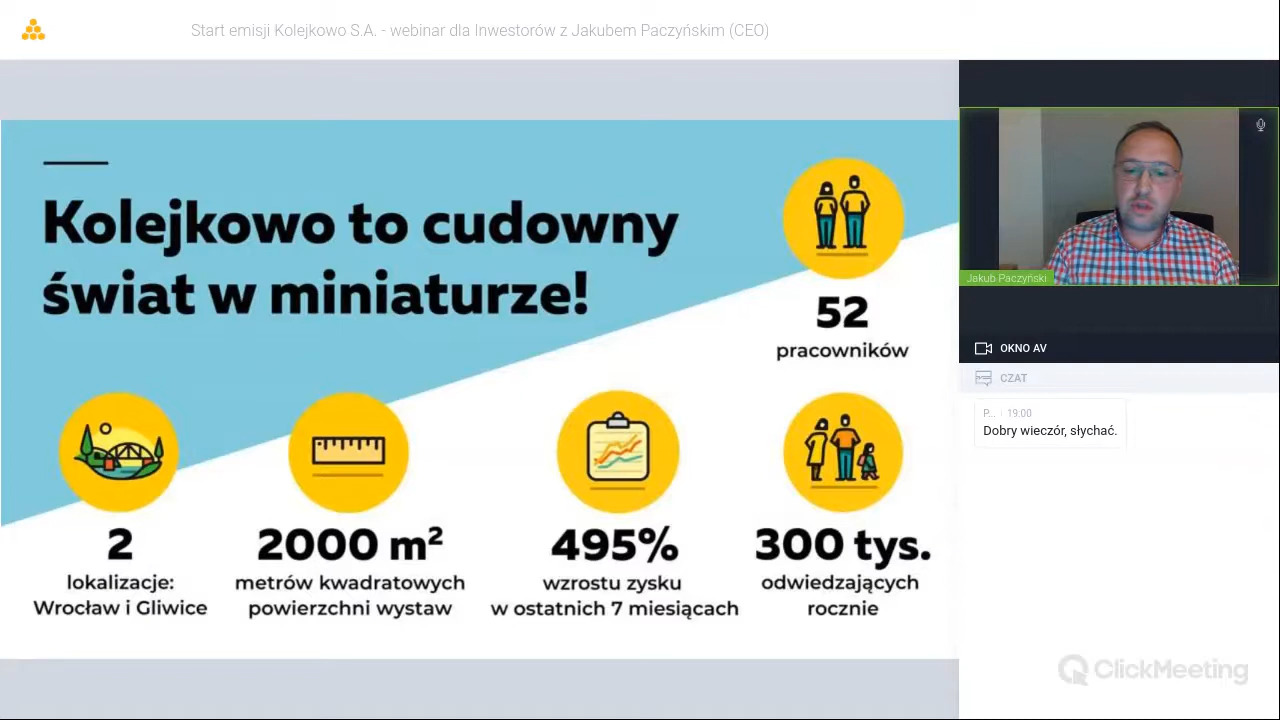 Start emisji Kolejkowo S.A. - webinar dla Inwestorów z Jakubem Paczyńskim (CEO)
Kolejkowo to cudowny
świat w miniaturze!
52
pracowników
2
lokalizacje:
Wrocław i Gliwice
2000 m²
metrów kwadratowych
powierzchni wystaw
495%
wzrostu zysku
w ostatnich 7 miesiącach
300 tys.
odwiedzających
rocznie
Jakub Paczyński
OKNO AV
CZAT
P... 19:00
Dobry wieczór, słychać.
ClickMeeting